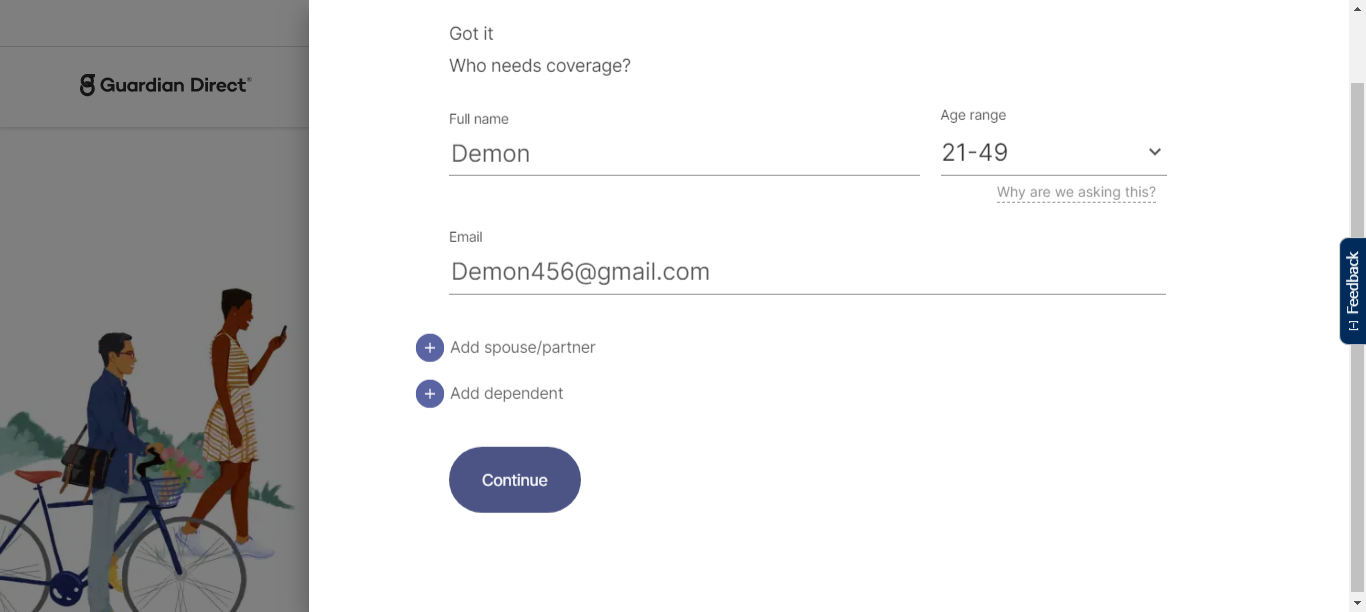 Got it
Who needs coverage?
Guardian Direct®
Full name
Age range
Demon
21-49
Why are we asking this?
Email
Demon456@gmail.com
Add spouse/partner
Add dependent
Continue
[-] Feedback